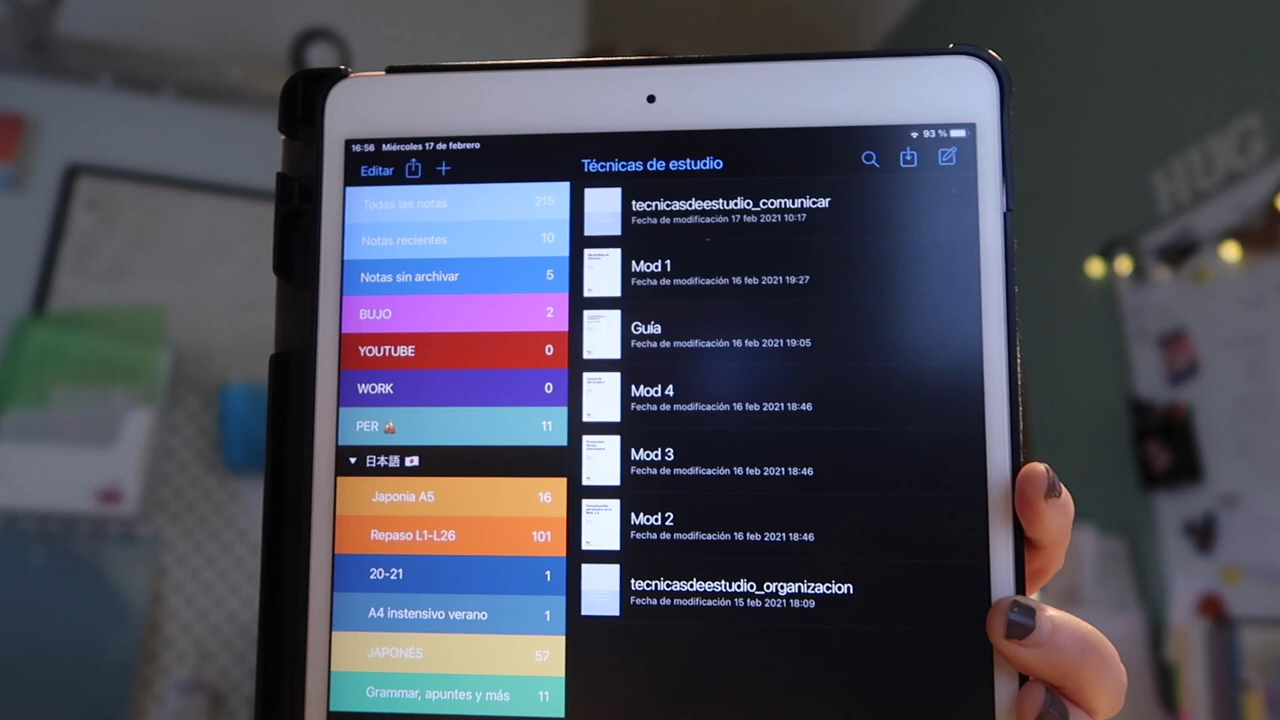 16:56 Miércoles 17 de febrero
93 %
Editar
Todas las notas 215
Notas recientes 10
Notas sin archivar 5
BUJO 2
YOUTUBE 0
WORK 0
PER 11
日本語
Japonia A5 16
Repaso L1-L26 101
20-21 1
A4 instensivo verano 1
JAPONÉS 57
Grammar, apuntes y más 11
Técnicas de estudio
tecnicasdeestudio_comunicar
Fecha de modificación 17 feb 2021 10:17
Mod 1
Fecha de modificación 16 feb 2021 19:27
Guía
Fecha de modificación 16 feb 2021 19:05
Mod 4
Fecha de modificación 16 feb 2021 18:46
Mod 3
Fecha de modificación 16 feb 2021 18:46
Mod 2
Fecha de modificación 16 feb 2021 18:46
tecnicasdeestudio_organizacion
Fecha de modificación 15 feb 2021 18:09
HUG